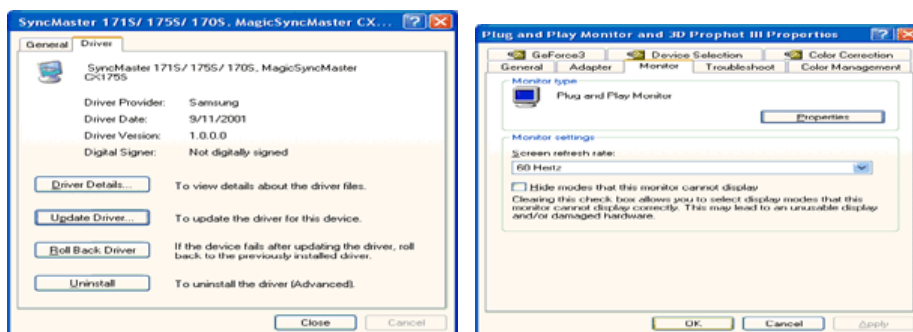 SyncMaster 171S/ 175S/ 170S, MagicSyncMaster CX...
General
Driver
SyncMaster 171S/ 175S/ 170S, MagicSyncMaster
CX175S
Driver Provider: Samsung
Driver Date: 9/11/2001
Driver Version: 1.0.0.0
Digital Signer: Not digitally signed
Driver Details...
To view details about the driver files.
Update Driver...
To update the driver for this device.
Roll Back Driver
If the device fails after updating the driver, roll
back to the previously installed driver.
Uninstall
To uninstall the driver (Advanced).
Close
Cancel
Plug and Play Monitor and 3D Prophet III Properties
GeForce3
Device Selection
Color Correction
General
Adapter
Monitor
Troubleshoot
Color Management
Monitor type
Plug and Play Monitor
Properties
Monitor settings
Screen refresh rate:
60 Hertz
Hide modes that this monitor cannot display
Clearing this check box allows you to select display modes that this
monitor cannot display correctly. This may lead to an unusable display
and/or damaged hardware.
OK
Cancel
Apply